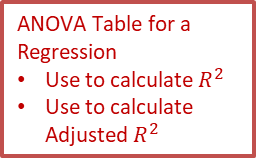 ANOVA Table for a
Regression
• Use to calculate R²
• Use to calculate
Adjusted R²